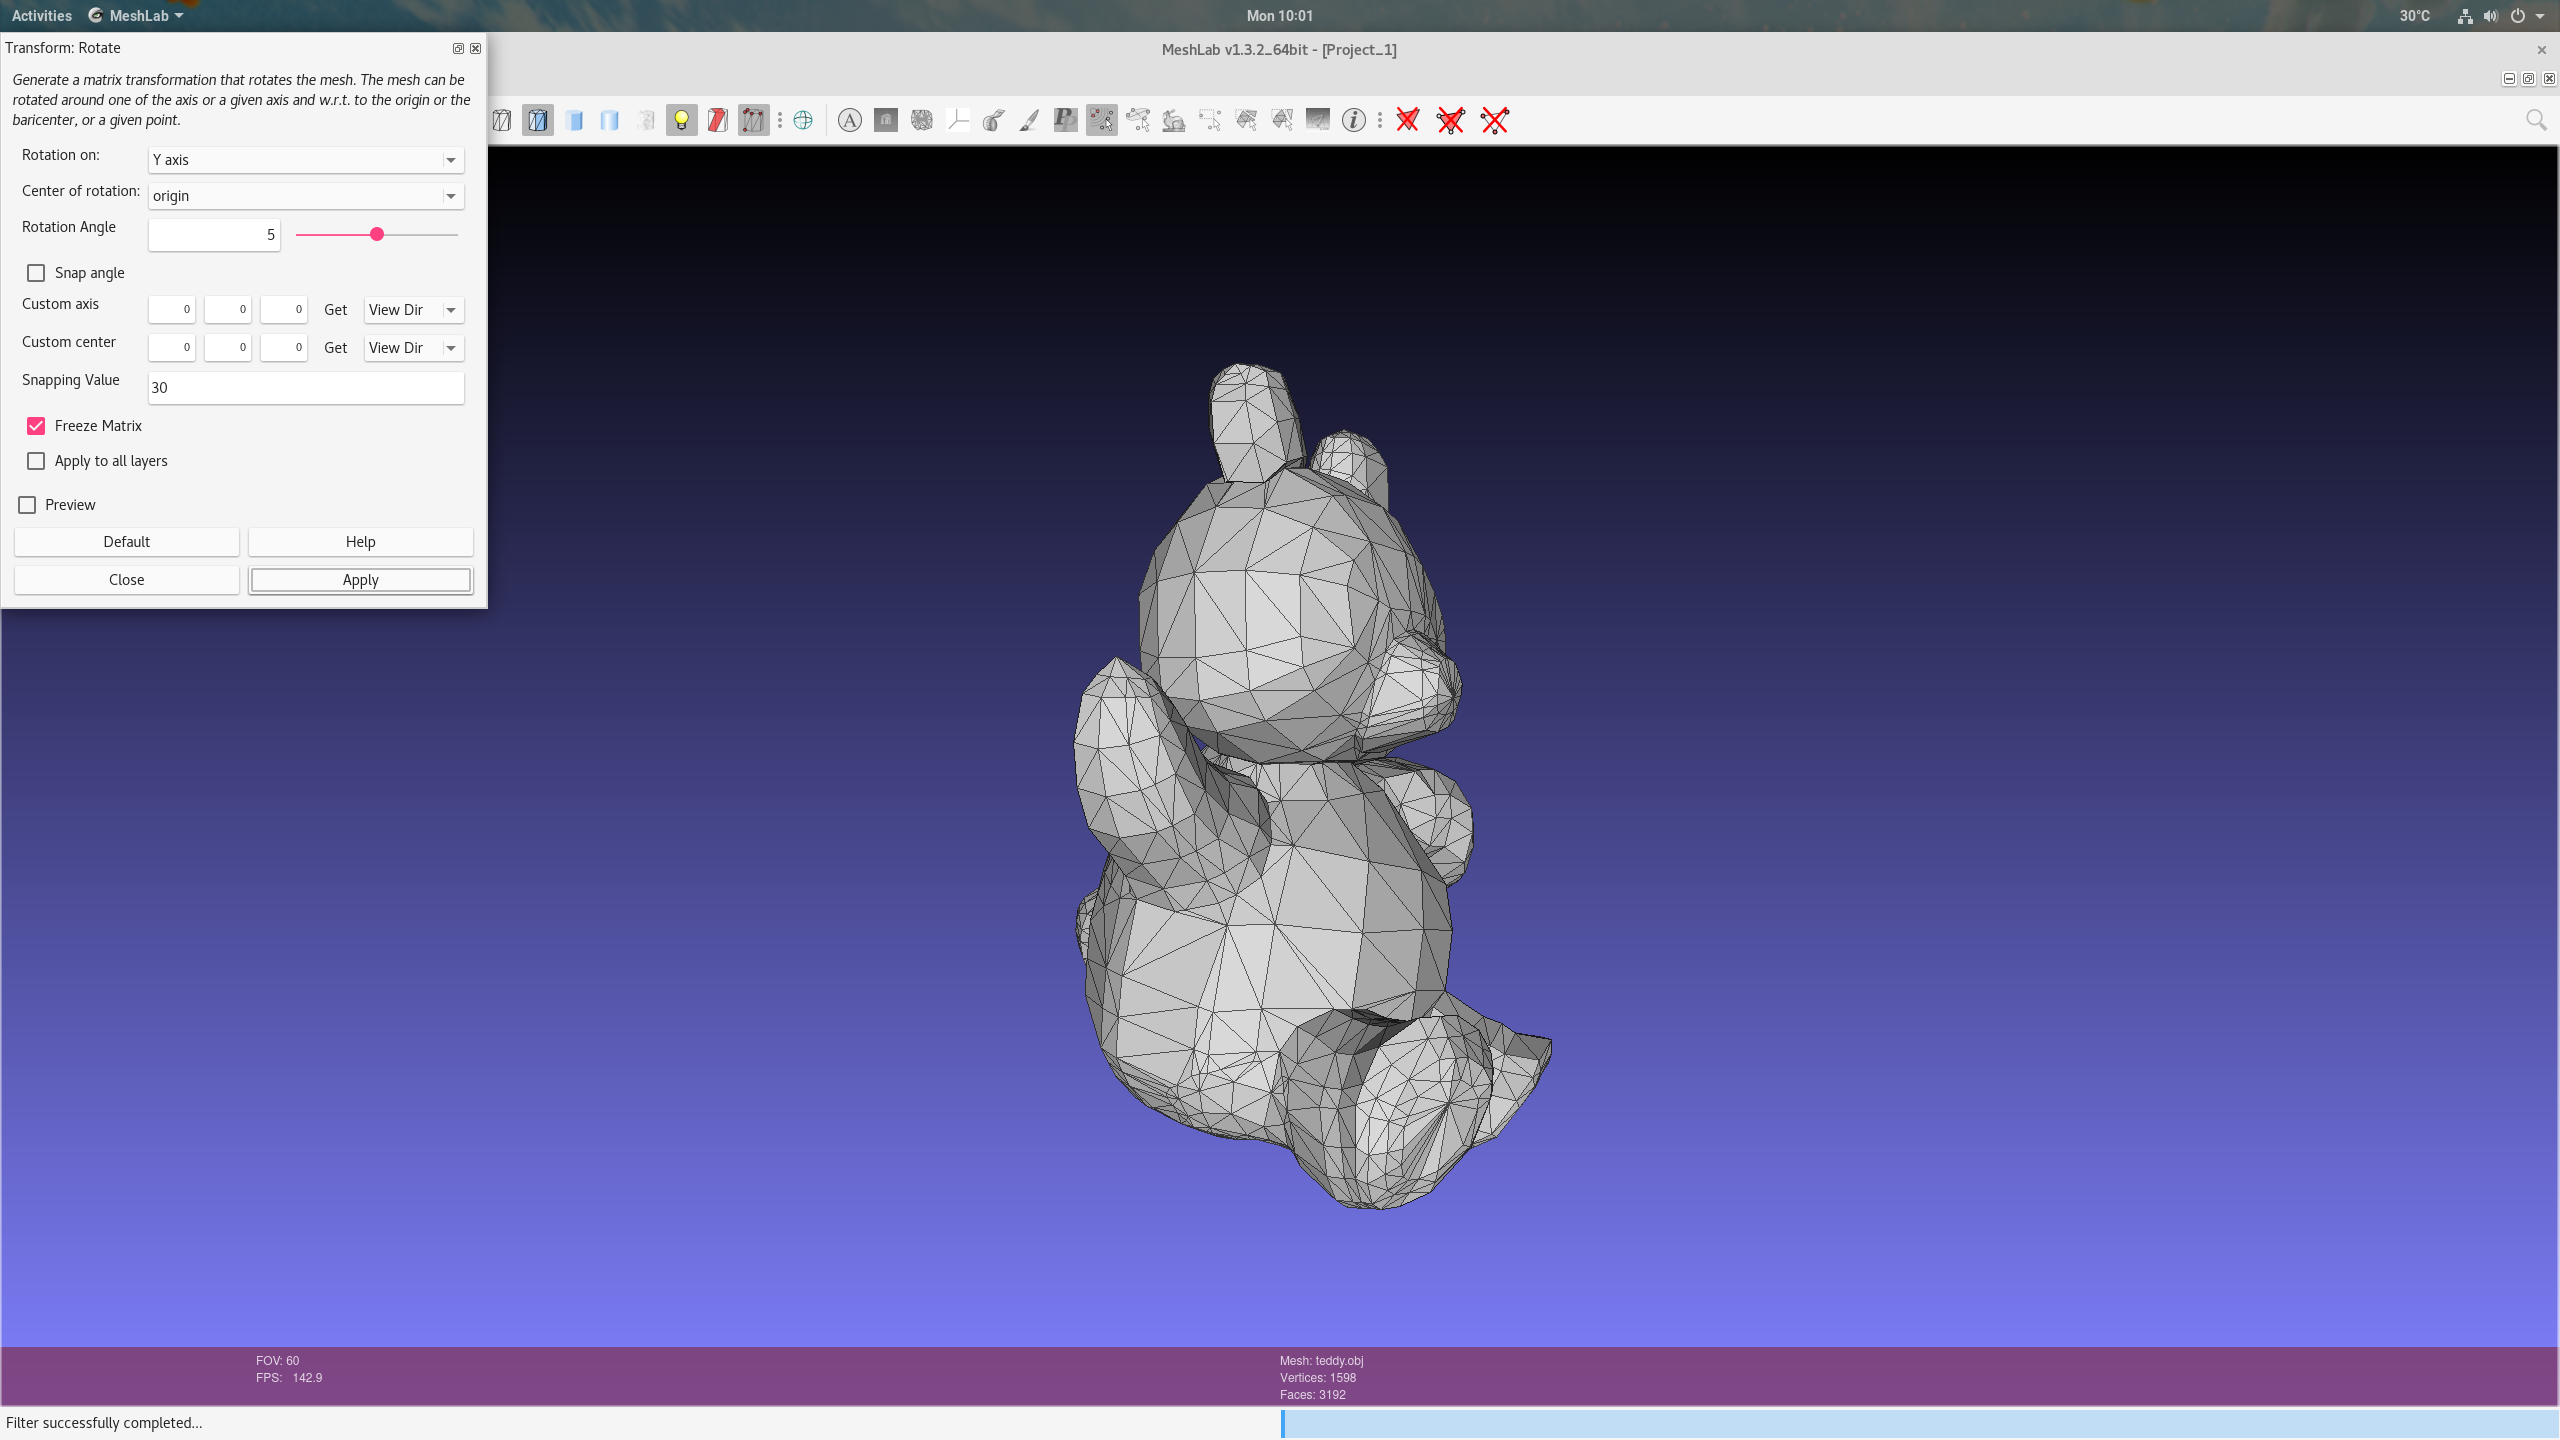 Activities
MeshLab
Mon 10:01
30°C
Transform: Rotate
MeshLab v1.3.2_64bit - [Project_1]
Generate a matrix transformation that rotates the mesh. The mesh can be
rotated around one of the axis or a given axis and w.r.t. to the origin or the
baricenter, or a given point.
Rotation on:
Y axis
Center of rotation:
origin
Rotation Angle
5
Snap angle
Custom axis
0 0 0 Get View Dir
Custom center
0 0 0 Get View Dir
Snapping Value
30
Freeze Matrix
Apply to all layers
Preview
Default
Help
Close
Apply
FOV: 60
FPS: 142.9
Mesh: teddy.obj
Vertices: 1598
Faces: 3192
Filter successfully completed...